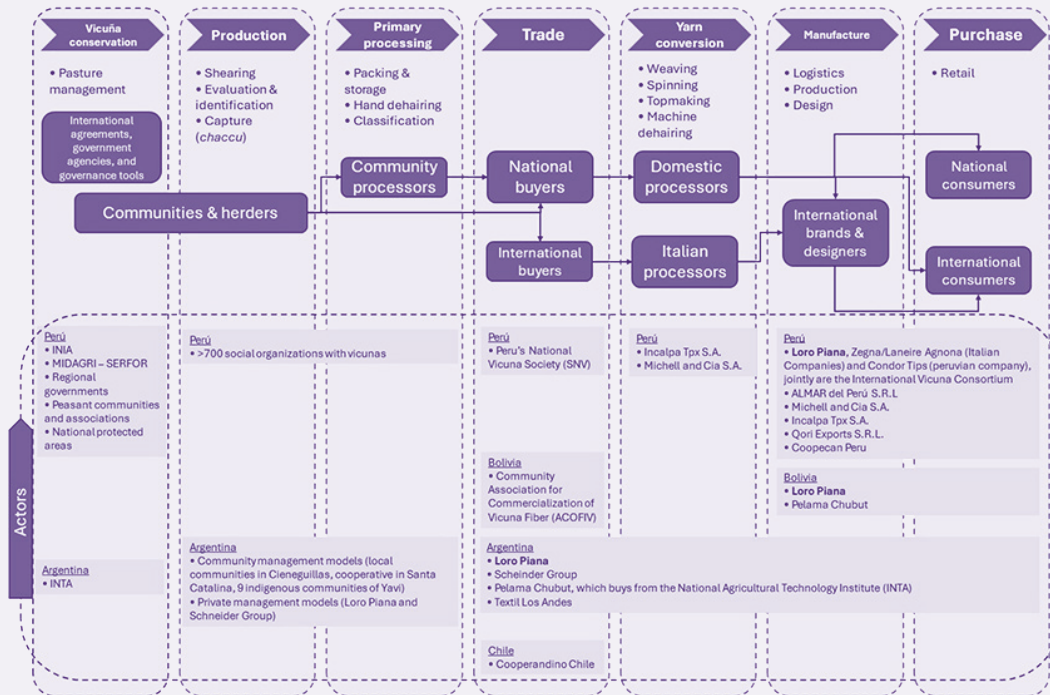 Vicuña
conservation
Production
Primary
processing
Trade
Yarn
conversion
Manufacture
Purchase
• Pasture
management
• Shearing
• Evaluation &
identification
• Capture
(chaccu)
• Packing &
storage
• Hand dehairing
• Classification
• Weaving
• Spinning
• Topmaking
• Machine
dehairing
• Logistics
• Production
• Design
• Retail
International
agreements,
government
agencies, and
governance tools
Communities & herders
Community
processors
National
buyers
International
buyers
Domestic
processors
Italian
processors
International
brands &
designers
National
consumers
International
consumers
Actors
Perú
• INIA
• MIDAGRI – SERFOR
• Regional
governments
• Peasant communities
and associations
• National protected
areas
Argentina
• INTA
Perú
• >700 social organizations with vicunas
Argentina
• Community management models (local
communities in Cieneguillas, cooperative in Santa
Catalina, 9 indigenous communities of Yavi)
• Private management models (Loro Piana and
Schneider Group)
Perú
• Peru's National
Vicuna Society (SNV)
Bolivia
• Community
Association for
Commercialization of
Vicuna Fiber (ACOFIV)
Argentina
• Loro Piana
• Scheinder Group
• Pelama Chubut, which buys from the National Agricultural Technology Institute (INTA)
• Textil Los Andes
Chile
• Cooperandino Chile
Perú
• Incalpa Tpx S.A.
• Michell and Cia S.A.
Perú
• Loro Piana, Zegna/Laneire Agnona (Italian
Companies) and Condor Tips (peruvian company),
jointly are the International Vicuna Consortium
• ALMAR del Perú S.R.L
• Michell and Cia S.A.
• Incalpa Tpx S.A.
• Qori Exports S.R.L.
• Coopecan Peru
Bolivia
• Loro Piana
• Pelama Chubut